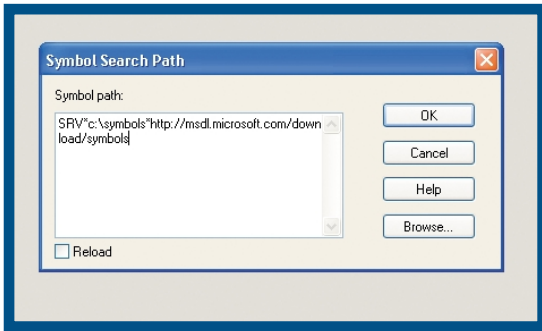 Symbol Search Path
Symbol path:
SRV*c:\symbols*http://msdl.microsoft.com/down
load/symbols
OK
Cancel
Help
Browse...
Reload